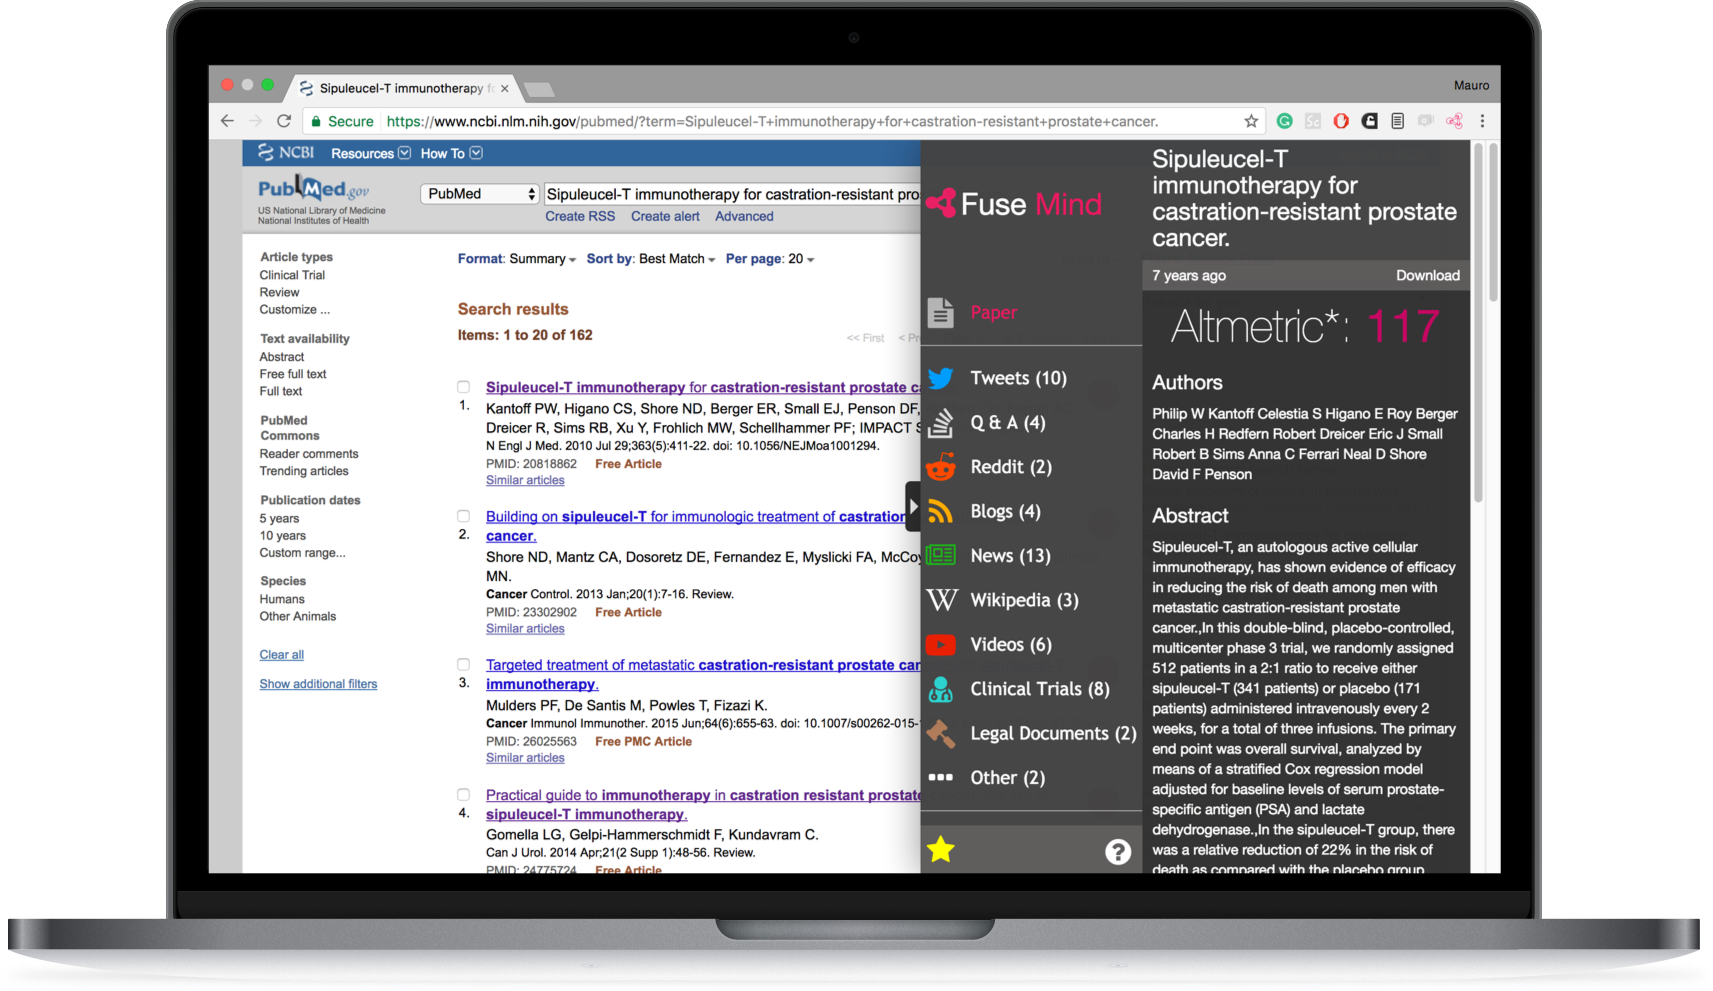 Sipuleucel-T immunotherapy fo
Mauro
Secure
https://www.ncbi.nlm.nih.gov/pubmed/?term=Sipuleucel-T+immunotherapy+for+castration-resistant+prostate+cancer.
NCBI Resources How To
PubMed.gov
US National Library of Medicine
National Institutes of Health
PubMed
Sipuleucel-T immunotherapy for castration-resistant pro
Create RSS Create alert Advanced
Article types
Clinical Trial
Review
Customize ...
Text availability
Abstract
Free full text
Full text
PubMed
Commons
Reader comments
Trending articles
Publication dates
5 years
10 years
Custom range...
Species
Humans
Other Animals
Clear all
Show additional filters
Format: Summary Sort by: Best Match Per page: 20
Search results
Items: 1 to 20 of 162
<< First < Pr
Sipuleucel-T immunotherapy for castration-resistant prostate ca
1. Kantoff PW, Higano CS, Shore ND, Berger ER, Small EJ, Penson DF,
Dreicer R, Sims RB, Xu Y, Frohlich MW, Schellhammer PF; IMPACT S
N Engl J Med. 2010 Jul 29;363(5):411-22. doi: 10.1056/NEJMoa1001294.
PMID: 20818862 Free Article
Similar articles
Building on sipuleucel-T for immunologic treatment of castration
2. cancer.
Shore ND, Mantz CA, Dosoretz DE, Fernandez E, Myslicki FA, McCoy
MN.
Cancer Control. 2013 Jan;20(1):7-16. Review.
PMID: 23302902 Free Article
Similar articles
Targeted treatment of metastatic castration-resistant prostate can
3. immunotherapy.
Mulders PF, De Santis M, Powles T, Fizazi K.
Cancer Immunol Immunother. 2015 Jun;64(6):655-63. doi: 10.1007/s00262-015-
PMID: 26025563 Free PMC Article
Similar articles
Practical guide to immunotherapy in castration resistant prostate
4. sipuleucel-T immunotherapy.
Gomella LG, Gelpi-Hammerschmidt F, Kundavram C.
Can J Urol. 2014 Apr;21(2 Supp 1):48-56. Review.
PMID: 24775724 Free Article
Fuse Mind
Paper
Tweets (10)
Q & A (4)
Reddit (2)
Blogs (4)
News (13)
Wikipedia (3)
Videos (6)
Clinical Trials (8)
Legal Documents (2)
Other (2)
Sipuleucel-T
immunotherapy for
castration-resistant prostate
cancer.
7 years ago Download
Altmetric*: 117
Authors
Philip W Kantoff Celestia S Higano E Roy Berger
Charles H Redfern Robert Dreicer Eric J Small
Robert B Sims Anna C Ferrari Neal D Shore
David F Penson
Abstract
Sipuleucel-T, an autologous active cellular
immunotherapy, has shown evidence of efficacy
in reducing the risk of death among men with
metastatic castration-resistant prostate
cancer.,In this double-blind, placebo-controlled,
multicenter phase 3 trial, we randomly assigned
512 patients in a 2:1 ratio to receive either
sipuleucel-T (341 patients) or placebo (171
patients) administered intravenously every 2
weeks, for a total of three infusions. The primary
end point was overall survival, analyzed by
means of a stratified Cox regression model
adjusted for baseline levels of serum prostate-
specific antigen (PSA) and lactate
dehydrogenase.,In the sipuleucel-T group, there
was a relative reduction of 22% in the risk of
death as compared with the placebo group